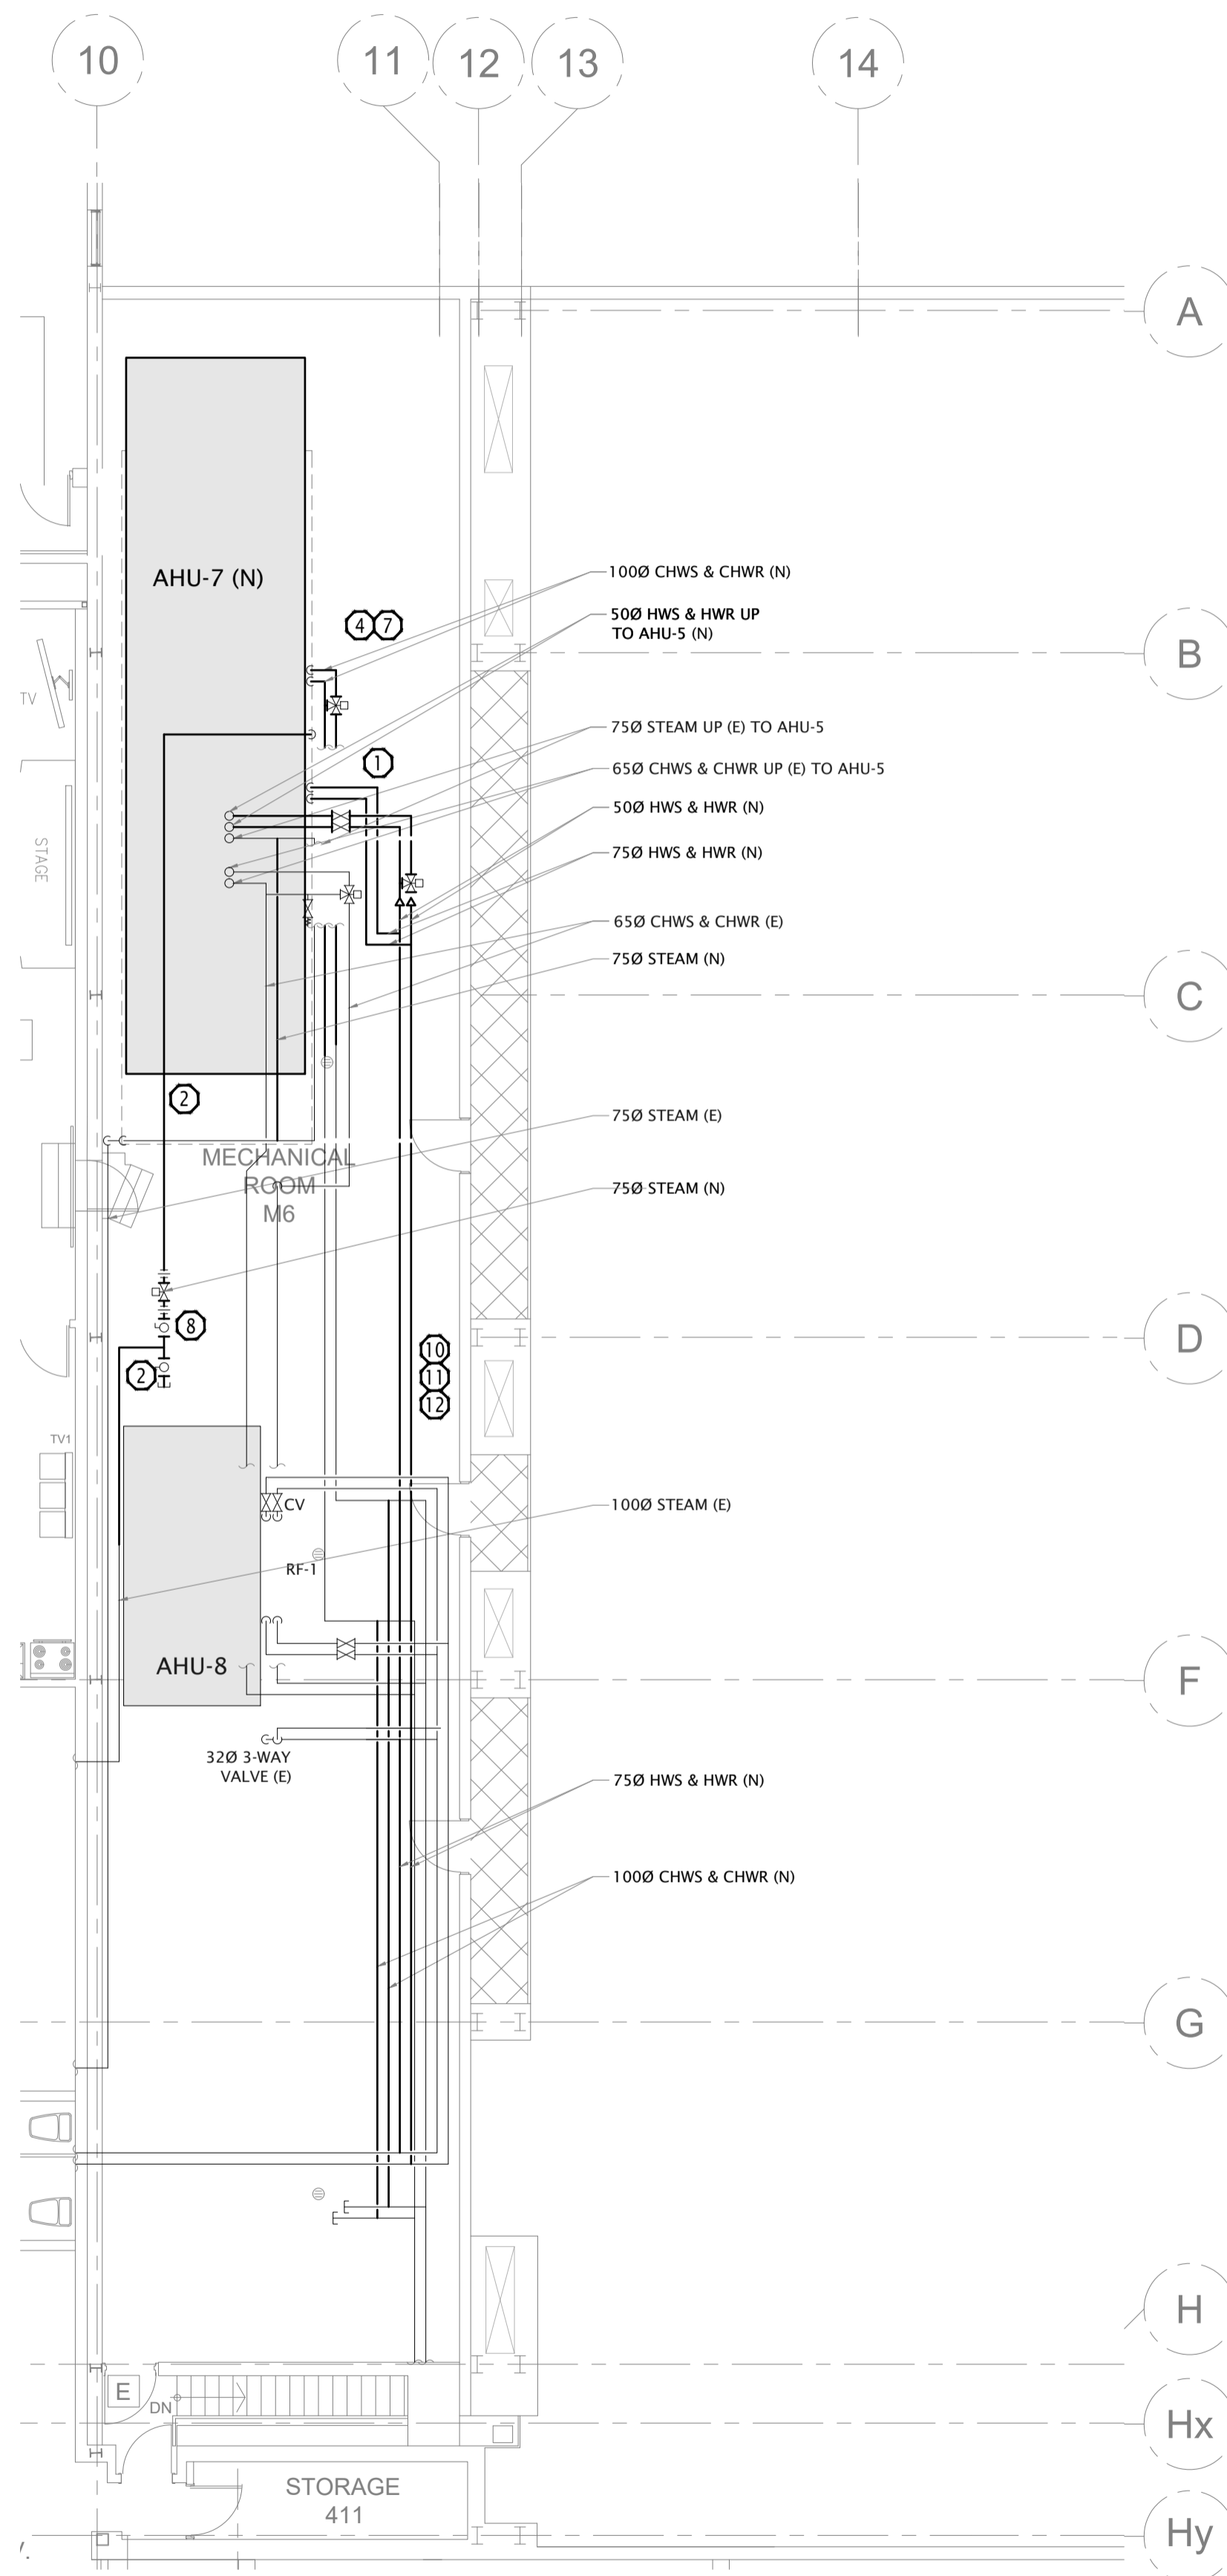 10
11
12
13
14
A
AHU-7 (N)
100Ø CHWS & CHWR (N)
50Ø HWS & HWR UP
TO AHU-5 (N)
4
7
B
TV
75Ø STEAM UP (E) TO AHU-5
1
65Ø CHWS & CHWR UP (E) TO AHU-5
50Ø HWS & HWR (N)
STAGE
75Ø HWS & HWR (N)
65Ø CHWS & CHWR (E)
75Ø STEAM (N)
C
2
75Ø STEAM (E)
MECHANICAL
ROOM
M6
75Ø STEAM (N)
8
D
10
11
12
2
TV1
CV
100Ø STEAM (E)
RF-1
AHU-8
F
32Ø 3-WAY
VALVE (E)
75Ø HWS & HWR (N)
100Ø CHWS & CHWR (N)
G
H
E
DN
Hx
STORAGE
411
Hy